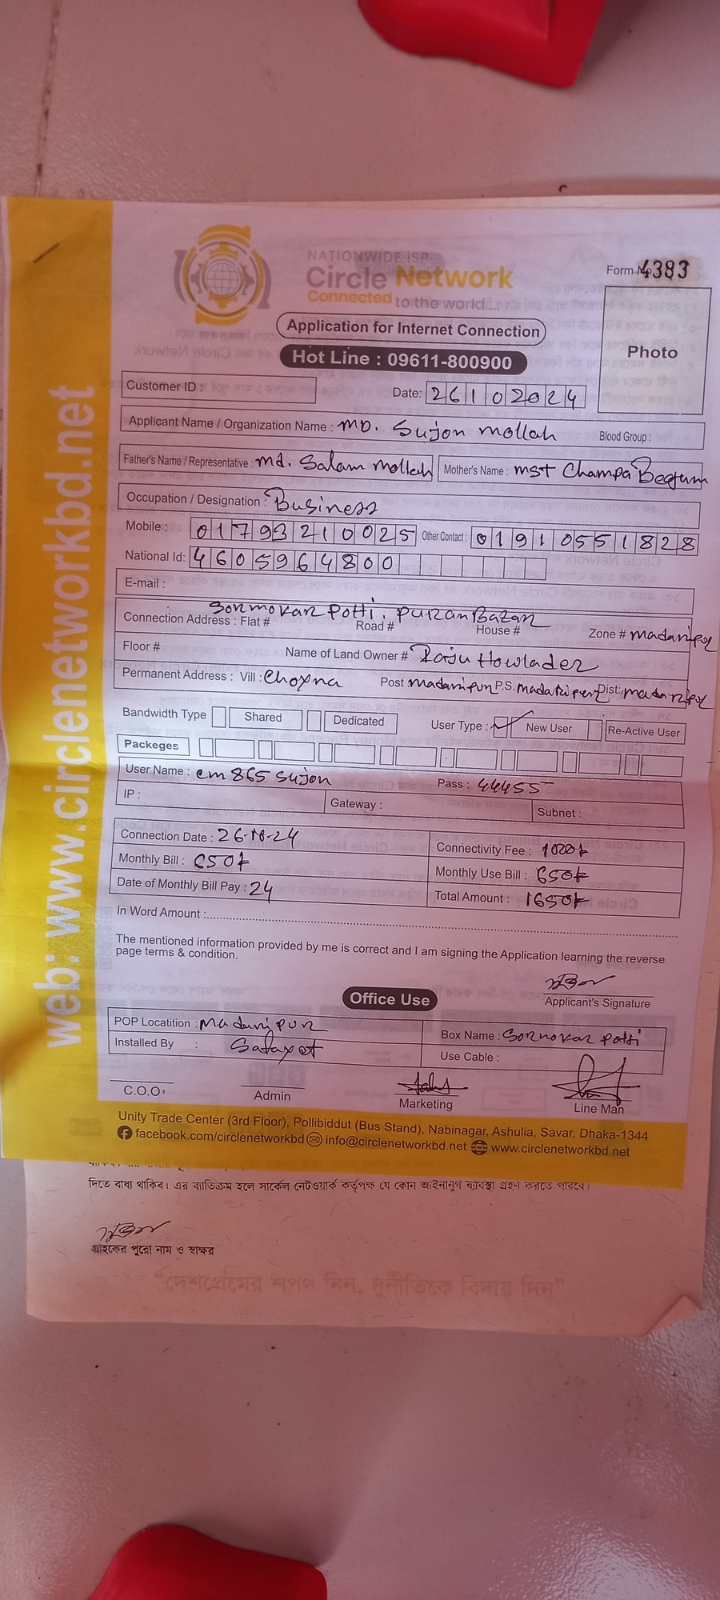 web: www.circlenetworkbd.net
NATIONWIDE ISP
Circle Network
Connected to the world
Form No 4383
Application for Internet Connection
Hot Line : 09611-800900
Photo
Customer ID :
Date: 26102024
Applicant Name / Organization Name : MD. Sujon Mollah Blood Group :
Father's Name / Representative : Md. Salam Mollah Mother's Name : MST Champa Begum
Occupation / Designation : Business
Mobile : 01793210025 Other Contact : 01910551828
National Id: 4605964800
E-mail :
Sornokar Potti, Puran Bazar
Connection Address : Flat # Road # House # Zone # Madaripur
Floor # Name of Land Owner # Raju Howlader
Permanent Address : Vill : Post Madaripur P.S. Madaripur Dist: Madaripur
Bandwidth Type Shared Dedicated User Type : New User Re-Active User
Packeges
User Name : cm865sujon Pass : 44455
IP : Gateway : Subnet :
Connection Date : 26-10-24 Connectivity Fee :
Monthly Bill : 650/- Monthly Use Bill : 650/-
Date of Monthly Bill Pay : 24 Total Amount : 1650/-
In Word Amount :
The mentioned information provided by me is correct and I am signing the Application learning the reverse
page terms & condition.
Applicant's Signature
Office Use
POP Locatition : Madaripur Box Name : Sornokar Potti
Installed By : Safayet Use Cable :
C.O.O. Admin Marketing Line Man
Unity Trade Center (3rd Floor), Pollibiddut (Bus Stand), Nabinagar, Ashulia, Savar, Dhaka-1344
facebook.com/circlenetworkbd info@circlenetworkbd.net www.circlenetworkbd.net
দিতে বাধ্য থাকিব। এর ব্যতিক্রম হলে সার্কেল নেটওয়ার্ক কর্তৃপক্ষ যে কোন আইনানুগ ব্যবস্থা গ্রহণ করতে পারবে।
গ্রাহকের পুরো নাম ও স্বাক্ষর
"দেশপ্রেমের শপথ নিন, দুর্নীতিকে বিদায় দিন"